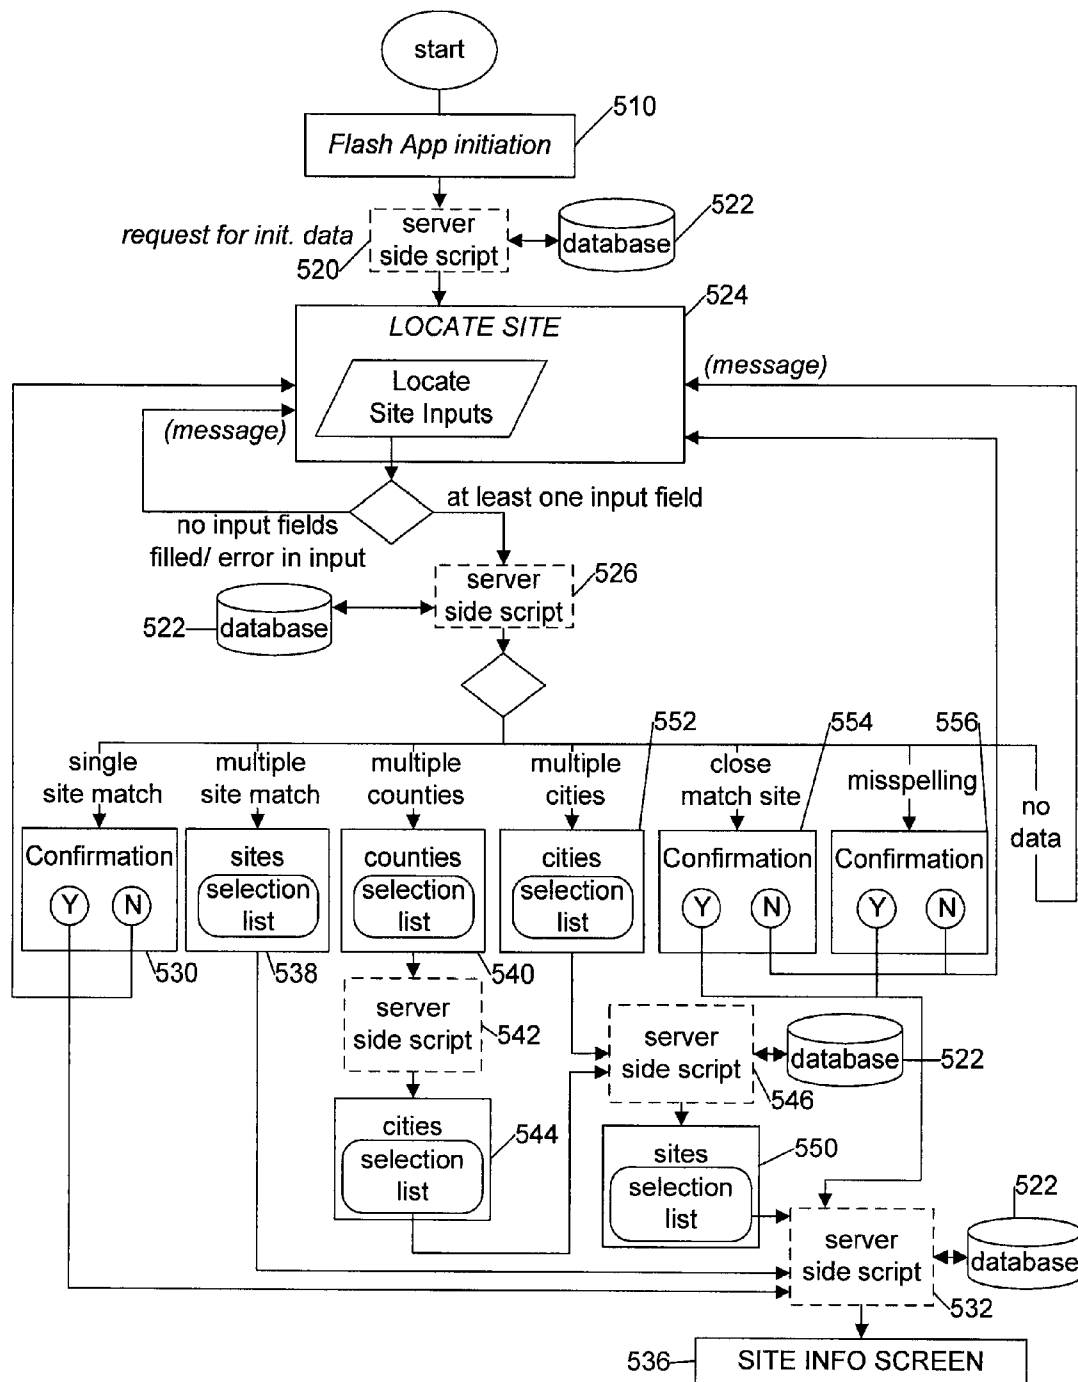 start
510
Flash App initiation
522
server
side script
database
request for init. data
520
524
LOCATE SITE
(message)
Locate
Site Inputs
(message)
at least one input field
no input fields
filled/ error in input
526
server
side script
522
database
552
554
556
single
site match
multiple
site match
multiple
counties
multiple
cities
close
match site
misspelling
no
data
Confirmation
Y
N
530
sites
selection
list
538
counties
selection
list
540
cities
selection
list
Confirmation
Y
N
Confirmation
Y
N
server
side script
542
server
side script
546
database
522
cities
selection
list
544
sites
selection
list
550
522
server
side script
database
532
536
SITE INFO SCREEN